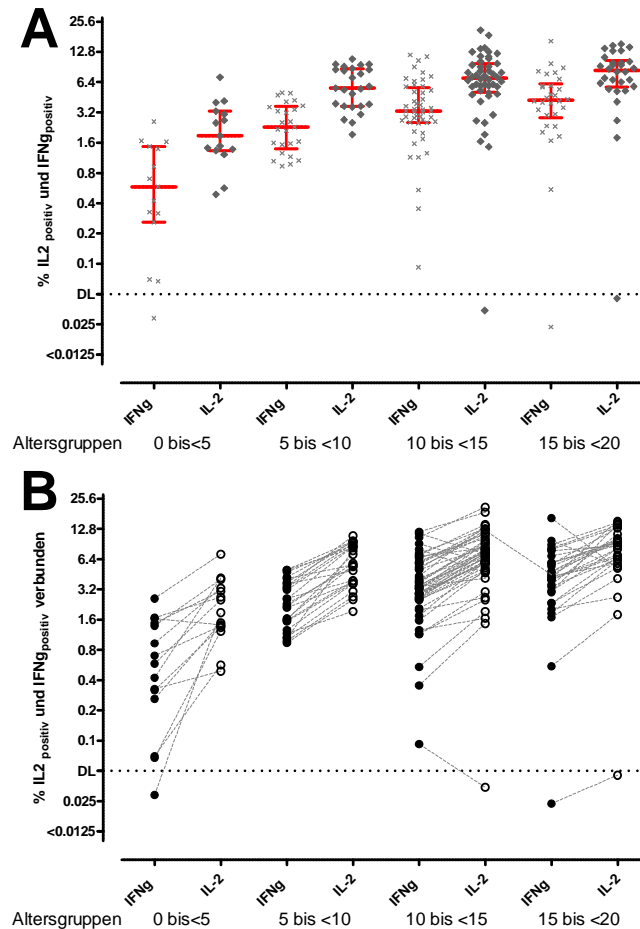 A
% IL2 positiv und IFNgpositiv
25.6
12.8
6.4
3.2
1.6
0.8
0.4
0.2
0.1
DL
0.025
<0.0125
IFNg IL-2 IFNg IL-2 IFNg IL-2 IFNg IL-2
Altersgruppen 0 bis<5 5 bis <10 10 bis <15 15 bis <20
B
% IL2 positiv und IFNgpositiv verbunden
25.6
12.8
6.4
3.2
1.6
0.8
0.4
0.2
0.1
DL
0.025
<0.0125
IFNg IL-2 IFNg IL-2 IFNg IL-2 IFNg IL-2
Altersgruppen 0 bis<5 5 bis <10 10 bis <15 15 bis <20